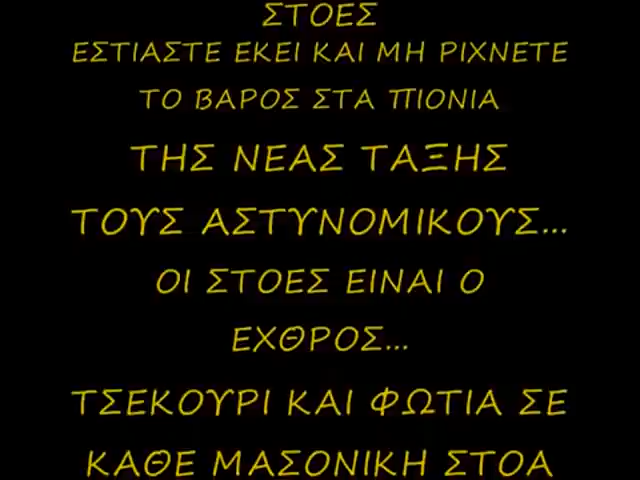 ΣΤΟΕΣ
ΕΣΤΙΑΣΤΕ ΕΚΕΙ ΚΑΙ ΜΗ ΡΙΧΝΕΤΕ
ΤΟ ΒΑΡΟΣ ΣΤΑ ΠΙΟΝΙΑ
ΤΗΣ ΝΕΑΣ ΤΑΞΗΣ
ΤΟΥΣ ΑΣΤΥΝΟΜΙΚΟΥΣ...
ΟΙ ΣΤΟΕΣ ΕΙΝΑΙ Ο
ΕΧΘΡΟΣ...
ΤΣΕΚΟΥΡΙ ΚΑΙ ΦΩΤΙΑ ΣΕ
ΚΑΘΕ ΜΑΣΟΝΙΚΗ ΣΤΟΑ